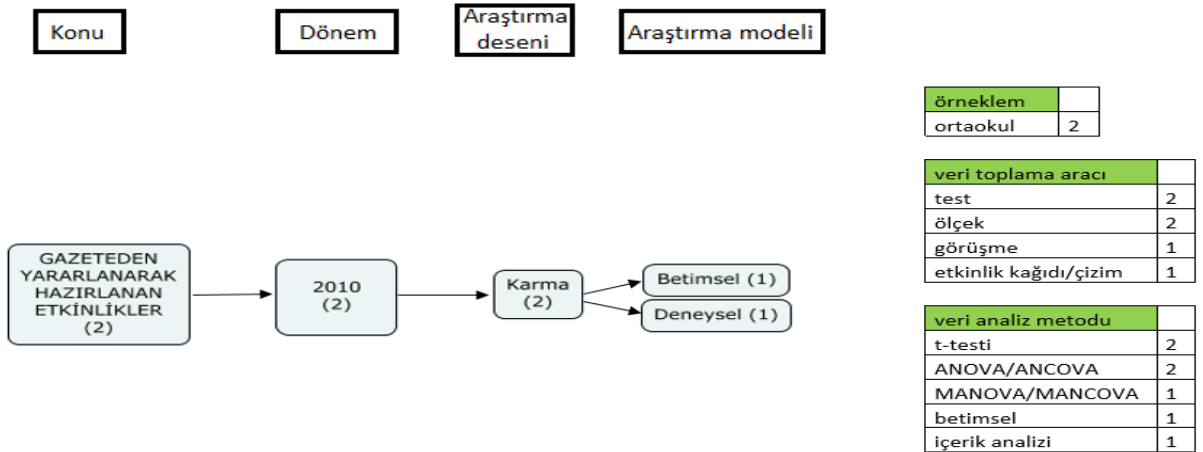 Konu
Dönem
Araştırma
deseni
Araştırma modeli
örneklem
ortaokul 2
veri toplama aracı
test 2
ölçek 2
görüşme 1
etkinlik kağıdı/çizim 1
GAZETEDEN
YARARLANARAK
HAZIRLANAN
ETKİNLİKLER
(2)
2010
(2)
Karma
(2)
Betimsel (1)
Deneysel (1)
veri analiz metodu
t-testi 2
ANOVA/ANCOVA 2
MANOVA/MANCOVA 1
betimsel 1
içerik analizi 1